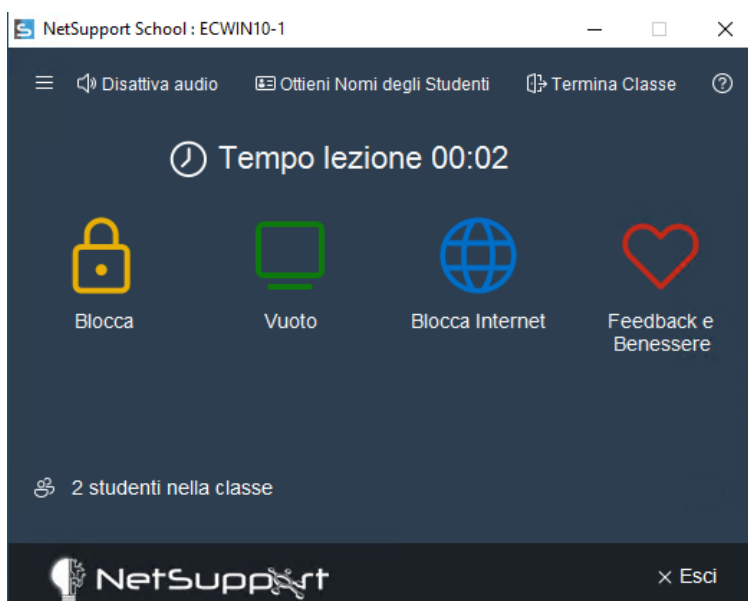 NetSupport School : ECWIN10-1
Disattiva audio
Ottieni Nomi degli Studenti
Termina Classe
Tempo lezione 00:02
Blocca
Vuoto
Blocca Internet
Feedback e
Benessere
2 studenti nella classe
NetSupport
Esci